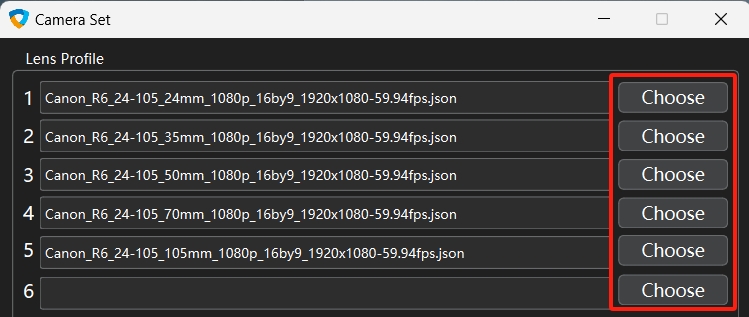 Camera Set
Lens Profile
1 Canon_R6_24-105_24mm_1080p_16by9_1920x1080-59.94fps.json Choose
2 Canon_R6_24-105_35mm_1080p_16by9_1920x1080-59.94fps.json Choose
3 Canon_R6_24-105_50mm_1080p_16by9_1920x1080-59.94fps.json Choose
4 Canon_R6_24-105_70mm_1080p_16by9_1920x1080-59.94fps.json Choose
5 Canon_R6_24-105_105mm_1080p_16by9_1920x1080-59.94fps.json Choose
6 Choose